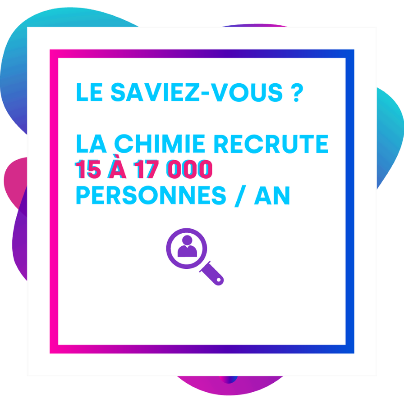 LE SAVIEZ-VOUS ?
LA CHIMIE RECRUTE
15 À 17 000
PERSONNES / AN